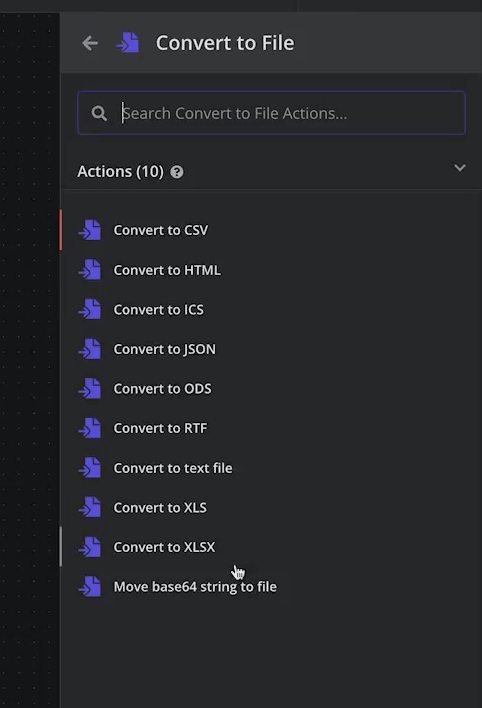 Convert to File
Search Convert to File Actions...
Actions (10) ?
Convert to CSV
Convert to HTML
Convert to ICS
Convert to JSON
Convert to ODS
Convert to RTF
Convert to text file
Convert to XLS
Convert to XLSX
Move base64 string to file